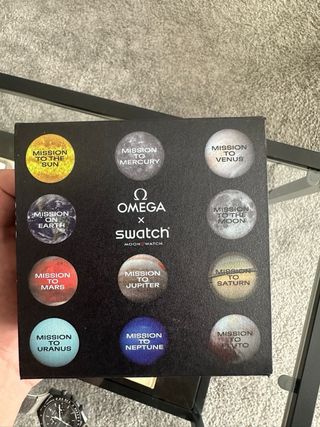 MISSION
TO THE
SUN
MISSION
TO
MERCURY
MISSION
TO
VENUS
MISSION
ON
EARTH
Ω
OMEGA
×
swatch
MOONSWATCH
MISSION
TO THE
MOON
MISSION
TO
MARS
MISSION
TO
JUPITER
MISSION
TO
SATURN
MISSION
TO
URANUS
MISSION
TO
NEPTUNE
MISSION
TO
PLUTO